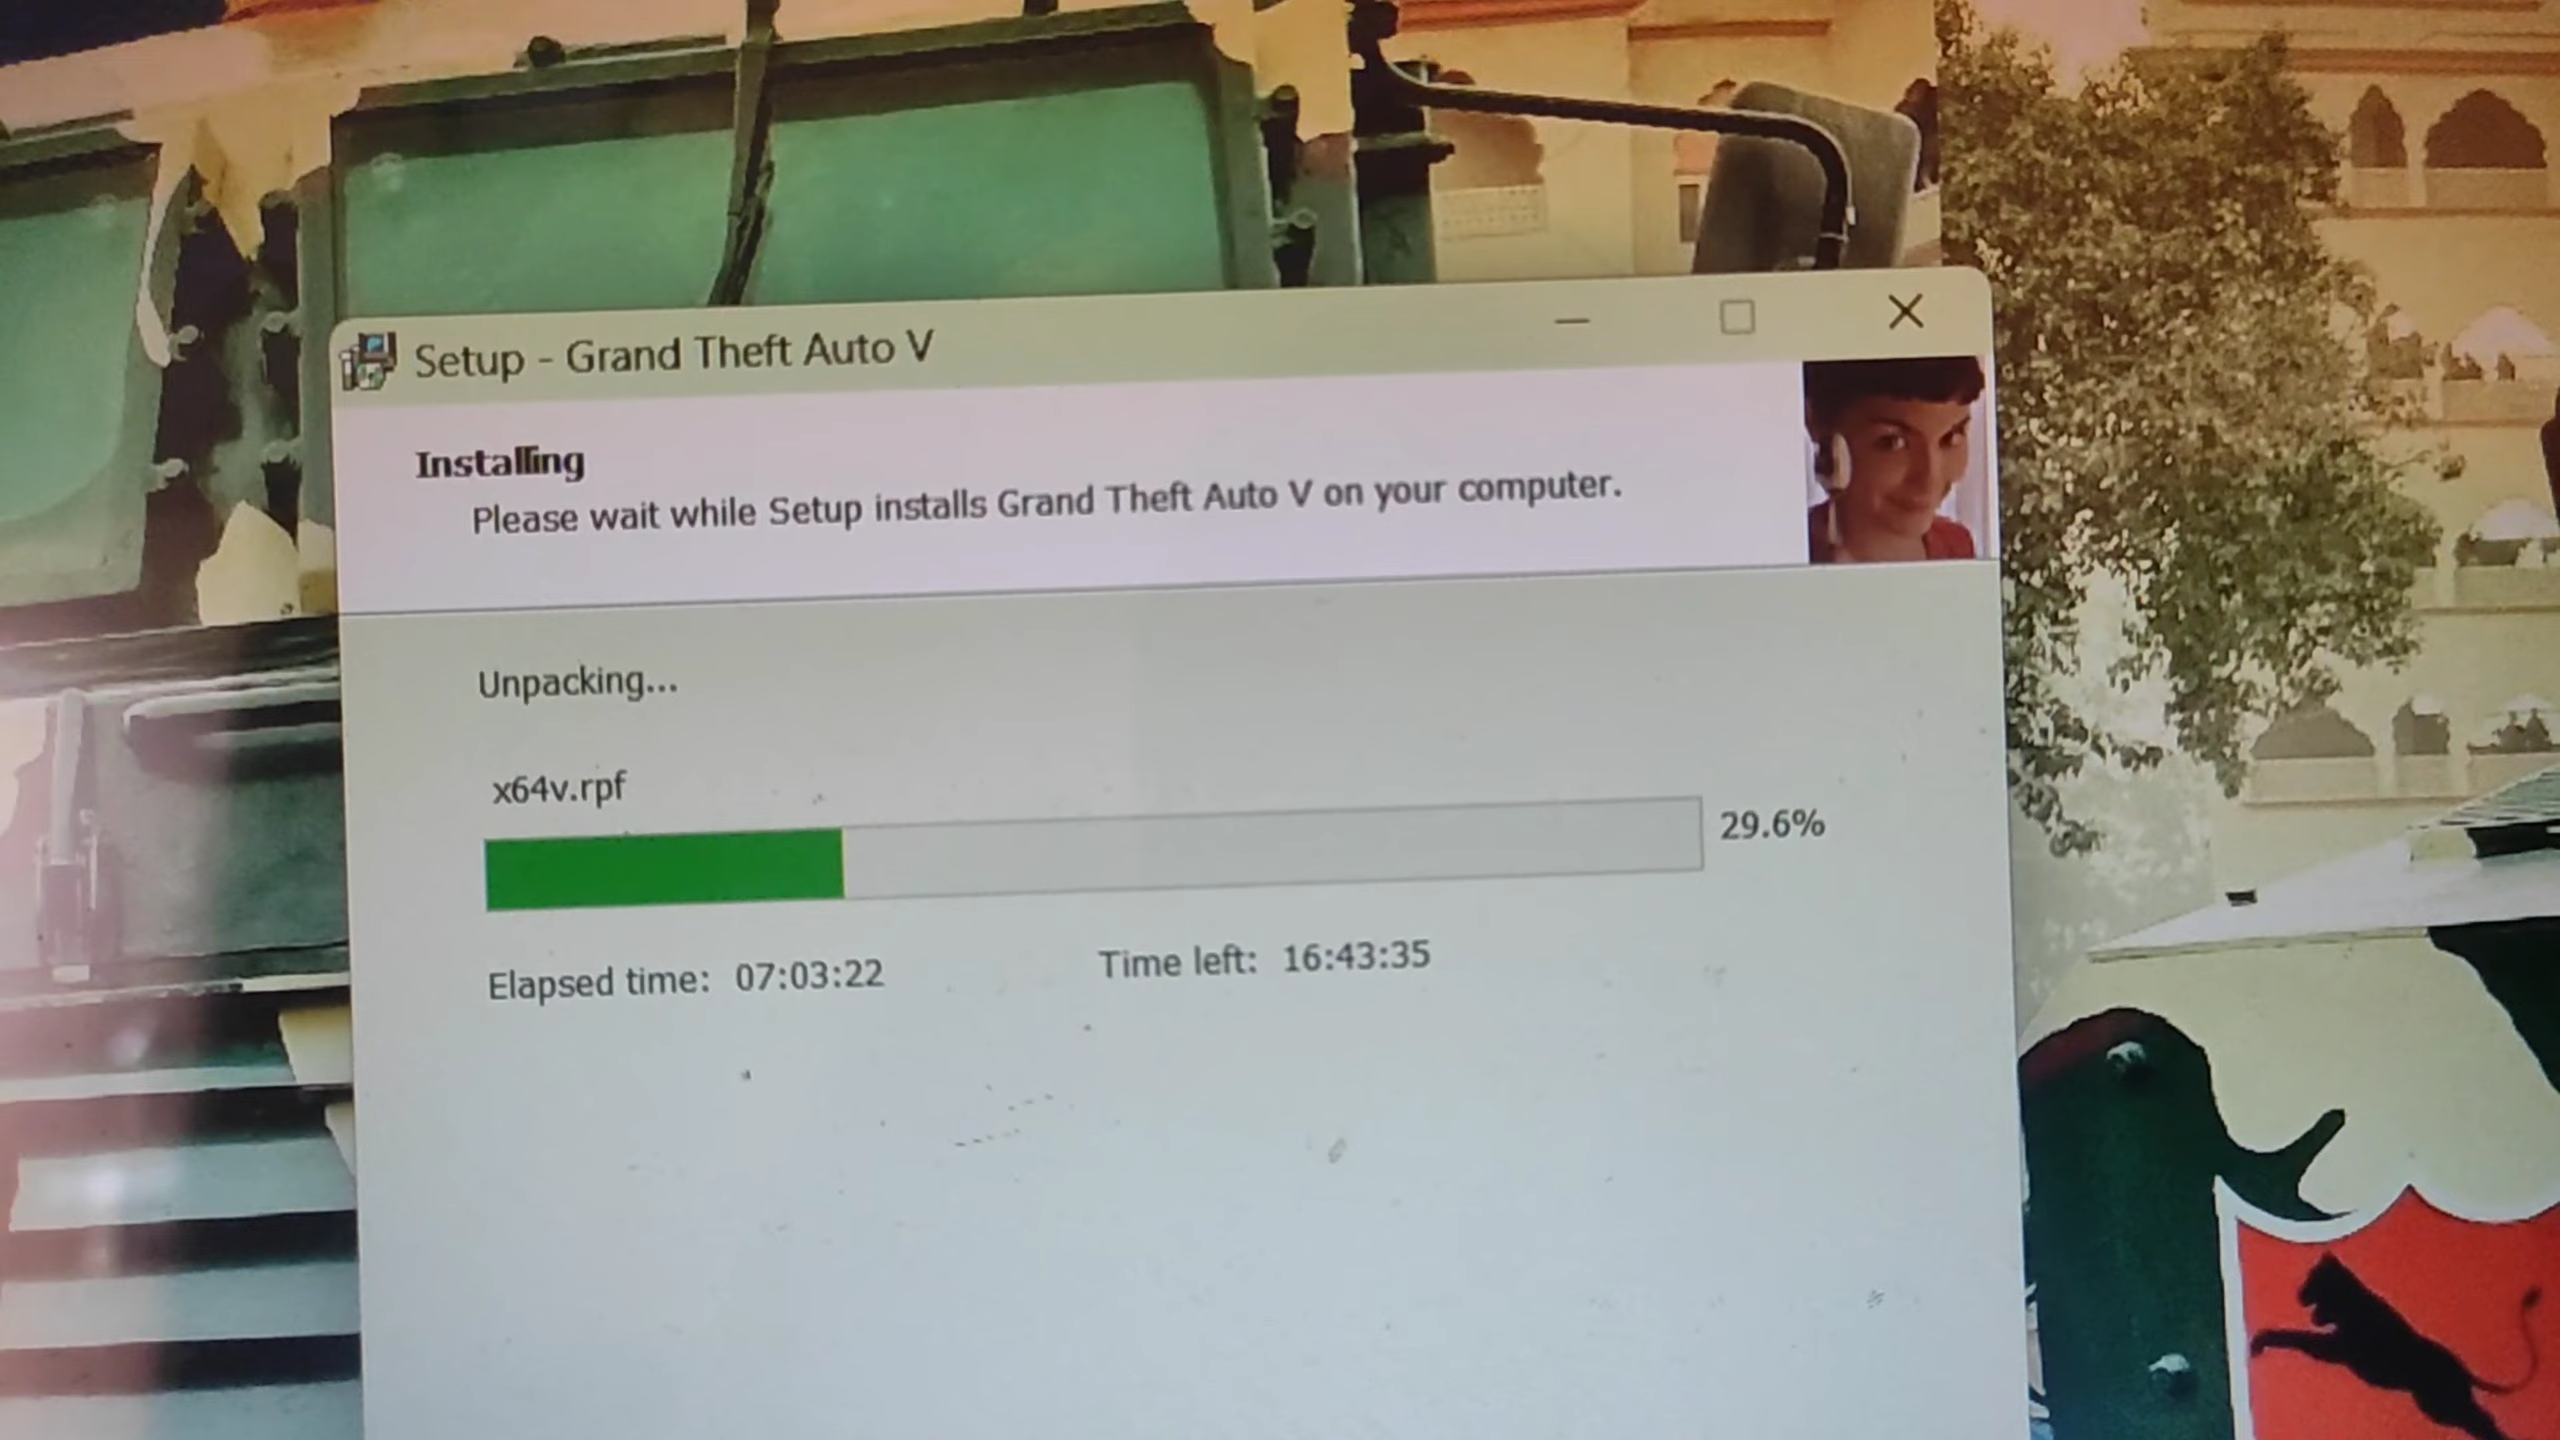 Setup - Grand Theft Auto V
Installing
Please wait while Setup installs Grand Theft Auto V on your computer.
Unpacking...
x64v.rpf
29.6%
Elapsed time: 07:03:22 Time left: 16:43:35